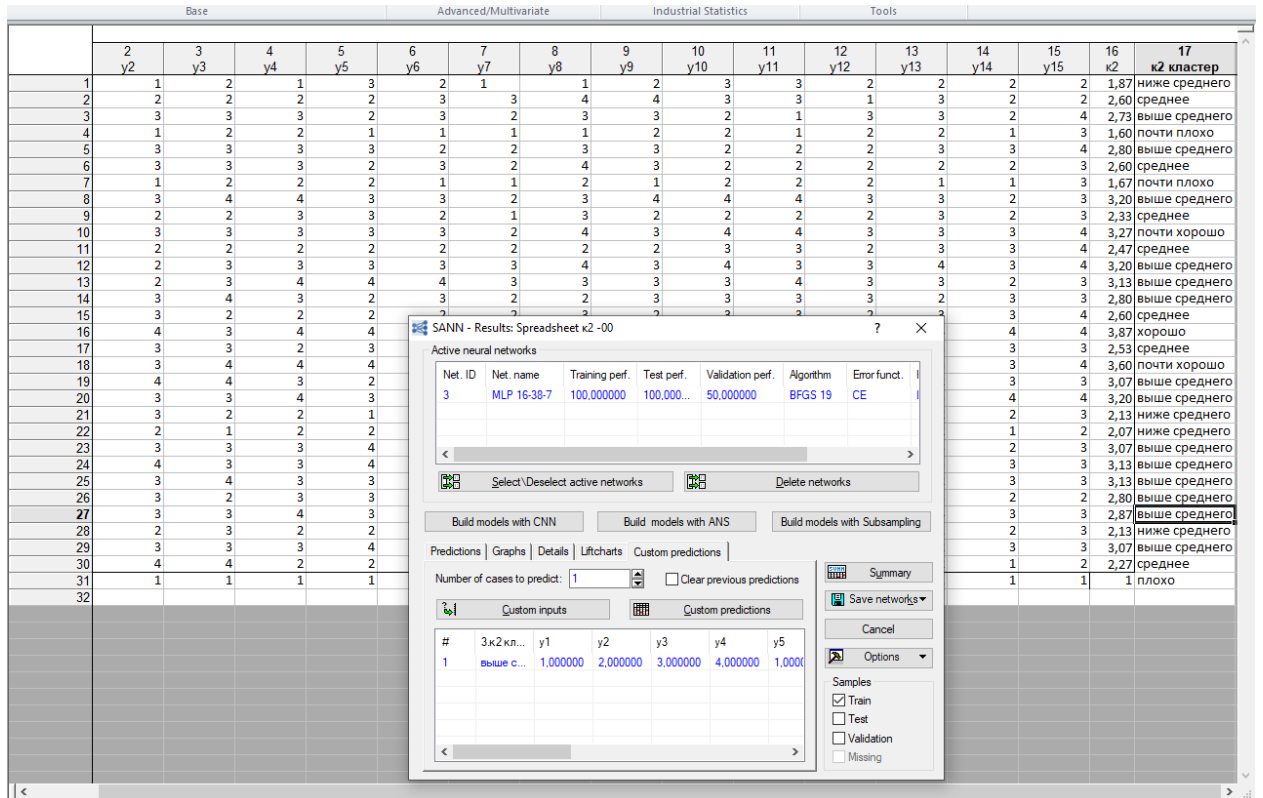 Base Advanced/Multivariate Industrial Statistics Tools
2 3 4 5 6 7 8 9 10 11 12 13 14 15 16 17
y2 y3 y4 y5 y6 y7 y8 y9 y10 y11 y12 y13 y14 y15 к2 к2 кластер
1 1 2 1 3 2 1 1 2 3 3 2 2 2 2 1,87 ниже среднего
2 2 2 2 2 3 3 4 4 3 3 1 3 2 2 2,60 среднее
3 3 3 3 2 3 2 3 3 2 1 3 3 2 4 2,73 выше среднего
4 1 2 2 1 1 1 1 2 2 1 2 2 1 3 1,60 почти плохо
5 3 3 3 3 2 2 3 3 2 2 2 3 3 4 2,80 выше среднего
6 3 3 3 2 3 2 4 3 2 2 2 2 2 3 2,60 среднее
7 1 2 2 2 1 1 2 1 2 2 2 1 1 3 1,67 почти плохо
8 3 4 4 3 3 2 3 4 4 4 3 3 2 3 3,20 выше среднего
9 2 2 3 3 2 1 3 2 2 2 3 3 2 3 2,33 среднее
10 3 3 3 3 3 2 4 3 4 4 3 3 3 4 3,27 почти хорошо
11 2 2 2 2 2 2 2 2 3 3 2 3 3 4 2,47 среднее
12 2 3 3 3 3 3 4 3 4 3 3 4 3 4 3,20 выше среднего
13 2 3 4 4 4 3 3 3 3 4 3 3 2 3 3,13 выше среднего
14 3 4 3 2 3 2 2 3 3 3 3 2 3 3 2,80 выше среднего
15 3 2 2 2 3 4 2,60 среднее
16 4 3 4 4 4 4 3,87 хорошо
17 3 3 2 3 3 3 2,53 среднее
18 3 4 4 4 3 4 3,60 почти хорошо
19 4 4 3 2 3 3 3,07 выше среднего
20 3 3 4 3 4 4 3,20 выше среднего
21 3 2 2 1 2 3 2,13 ниже среднего
22 2 1 2 2 1 2 2,07 ниже среднего
23 3 3 3 4 2 3 3,07 выше среднего
24 4 3 3 4 3 3 3,13 выше среднего
25 3 4 3 3 3 3 3,13 выше среднего
26 3 2 3 3 2 2 2,80 выше среднего
27 3 3 4 3 3 3 2,87 выше среднего
28 2 3 2 2 2 3 2,13 ниже среднего
29 3 3 3 4 3 3 3,07 выше среднего
30 4 4 2 2 1 2 2,27 среднее
31 1 1 1 1 1 1 1 плохо
32
SANN - Results: Spreadsheet к2 -00 ? X
Active neural networks
Net. ID Net. name Training perf. Test perf. Validation perf. Algorithm Error funct.
3 MLP 16-38-7 100,000000 100,000... 50,000000 BFGS 19 CE
Select\Deselect active networks Delete networks
Build models with CNN Build models with ANS Build models with Subsampling
Predictions Graphs Details Liftcharts Custom predictions
Number of cases to predict: 1 Clear previous predictions
Custom inputs Custom predictions
# 3.к2 кл... y1 y2 y3 y4 y5
1 выше с... 1,000000 2,000000 3,000000 4,000000 1,0000
Summary
Save networks
Cancel
Options
Samples
Train
Test
Validation
Missing